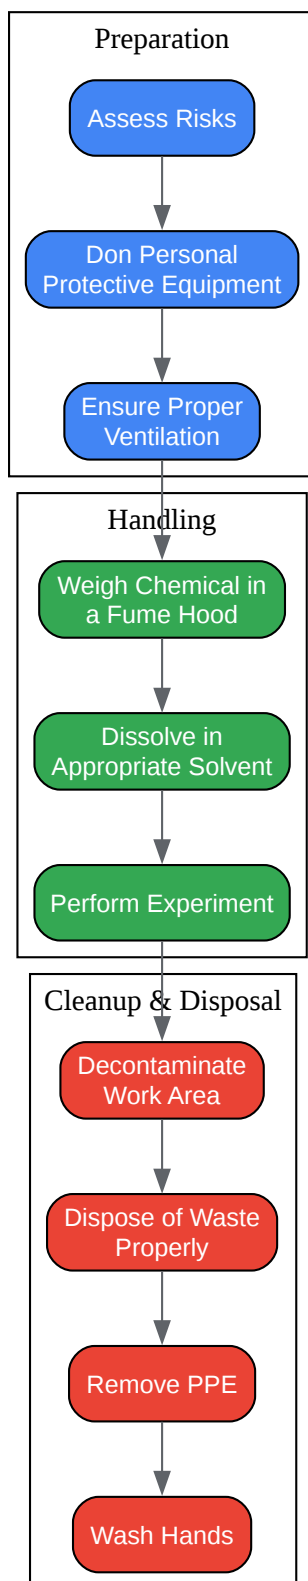 Preparation
Assess Risks
Don Personal
Protective Equipment
Ensure Proper
Ventilation
Handling
Weigh Chemical in
a Fume Hood
Dissolve in
Appropriate Solvent
Perform Experiment
Cleanup & Disposal
Decontaminate
Work Area
Dispose of Waste
Properly
Remove PPE
Wash Hands